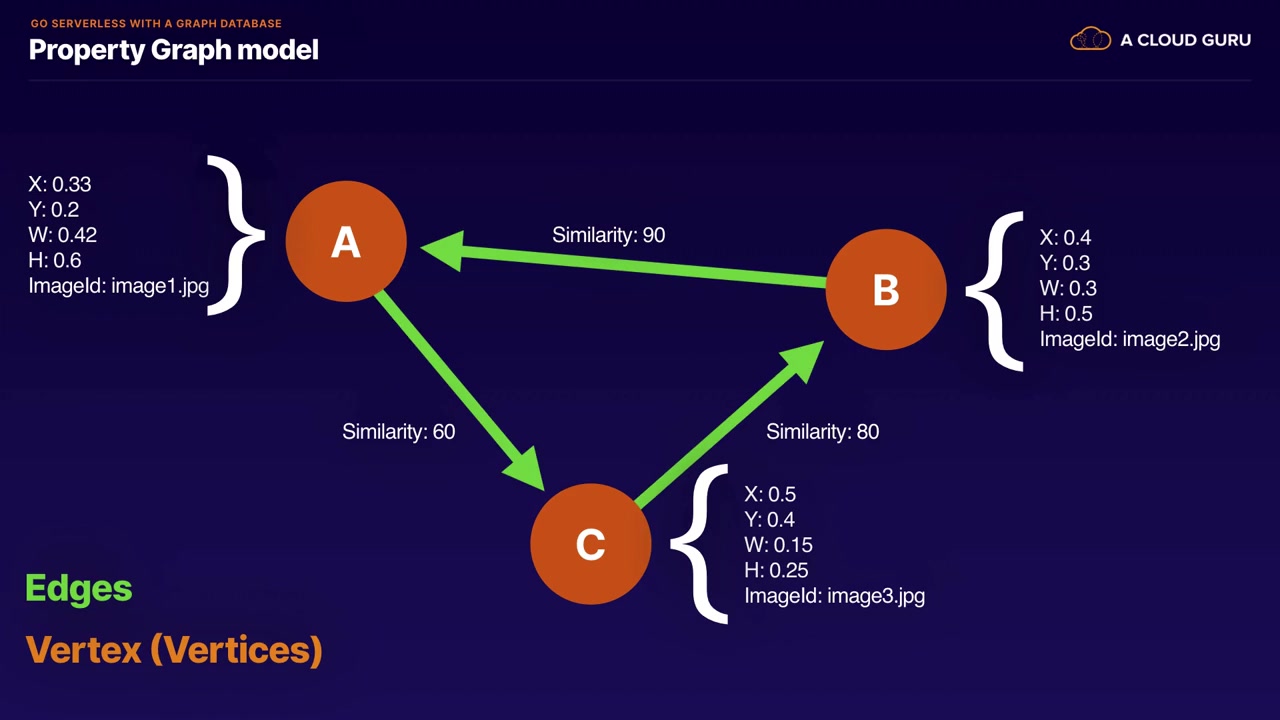 GO SERVERLESS WITH A GRAPH DATABASE
Property Graph model
A CLOUD GURU
X: 0.33
Y: 0.2
W: 0.42
H: 0.6
ImageId: image1.jpg
A
Similarity: 90
B
X: 0.4
Y: 0.3
W: 0.3
H: 0.5
ImageId: image2.jpg
Similarity: 60
Similarity: 80
C
X: 0.5
Y: 0.4
W: 0.15
H: 0.25
ImageId: image3.jpg
Edges
Vertex (Vertices)